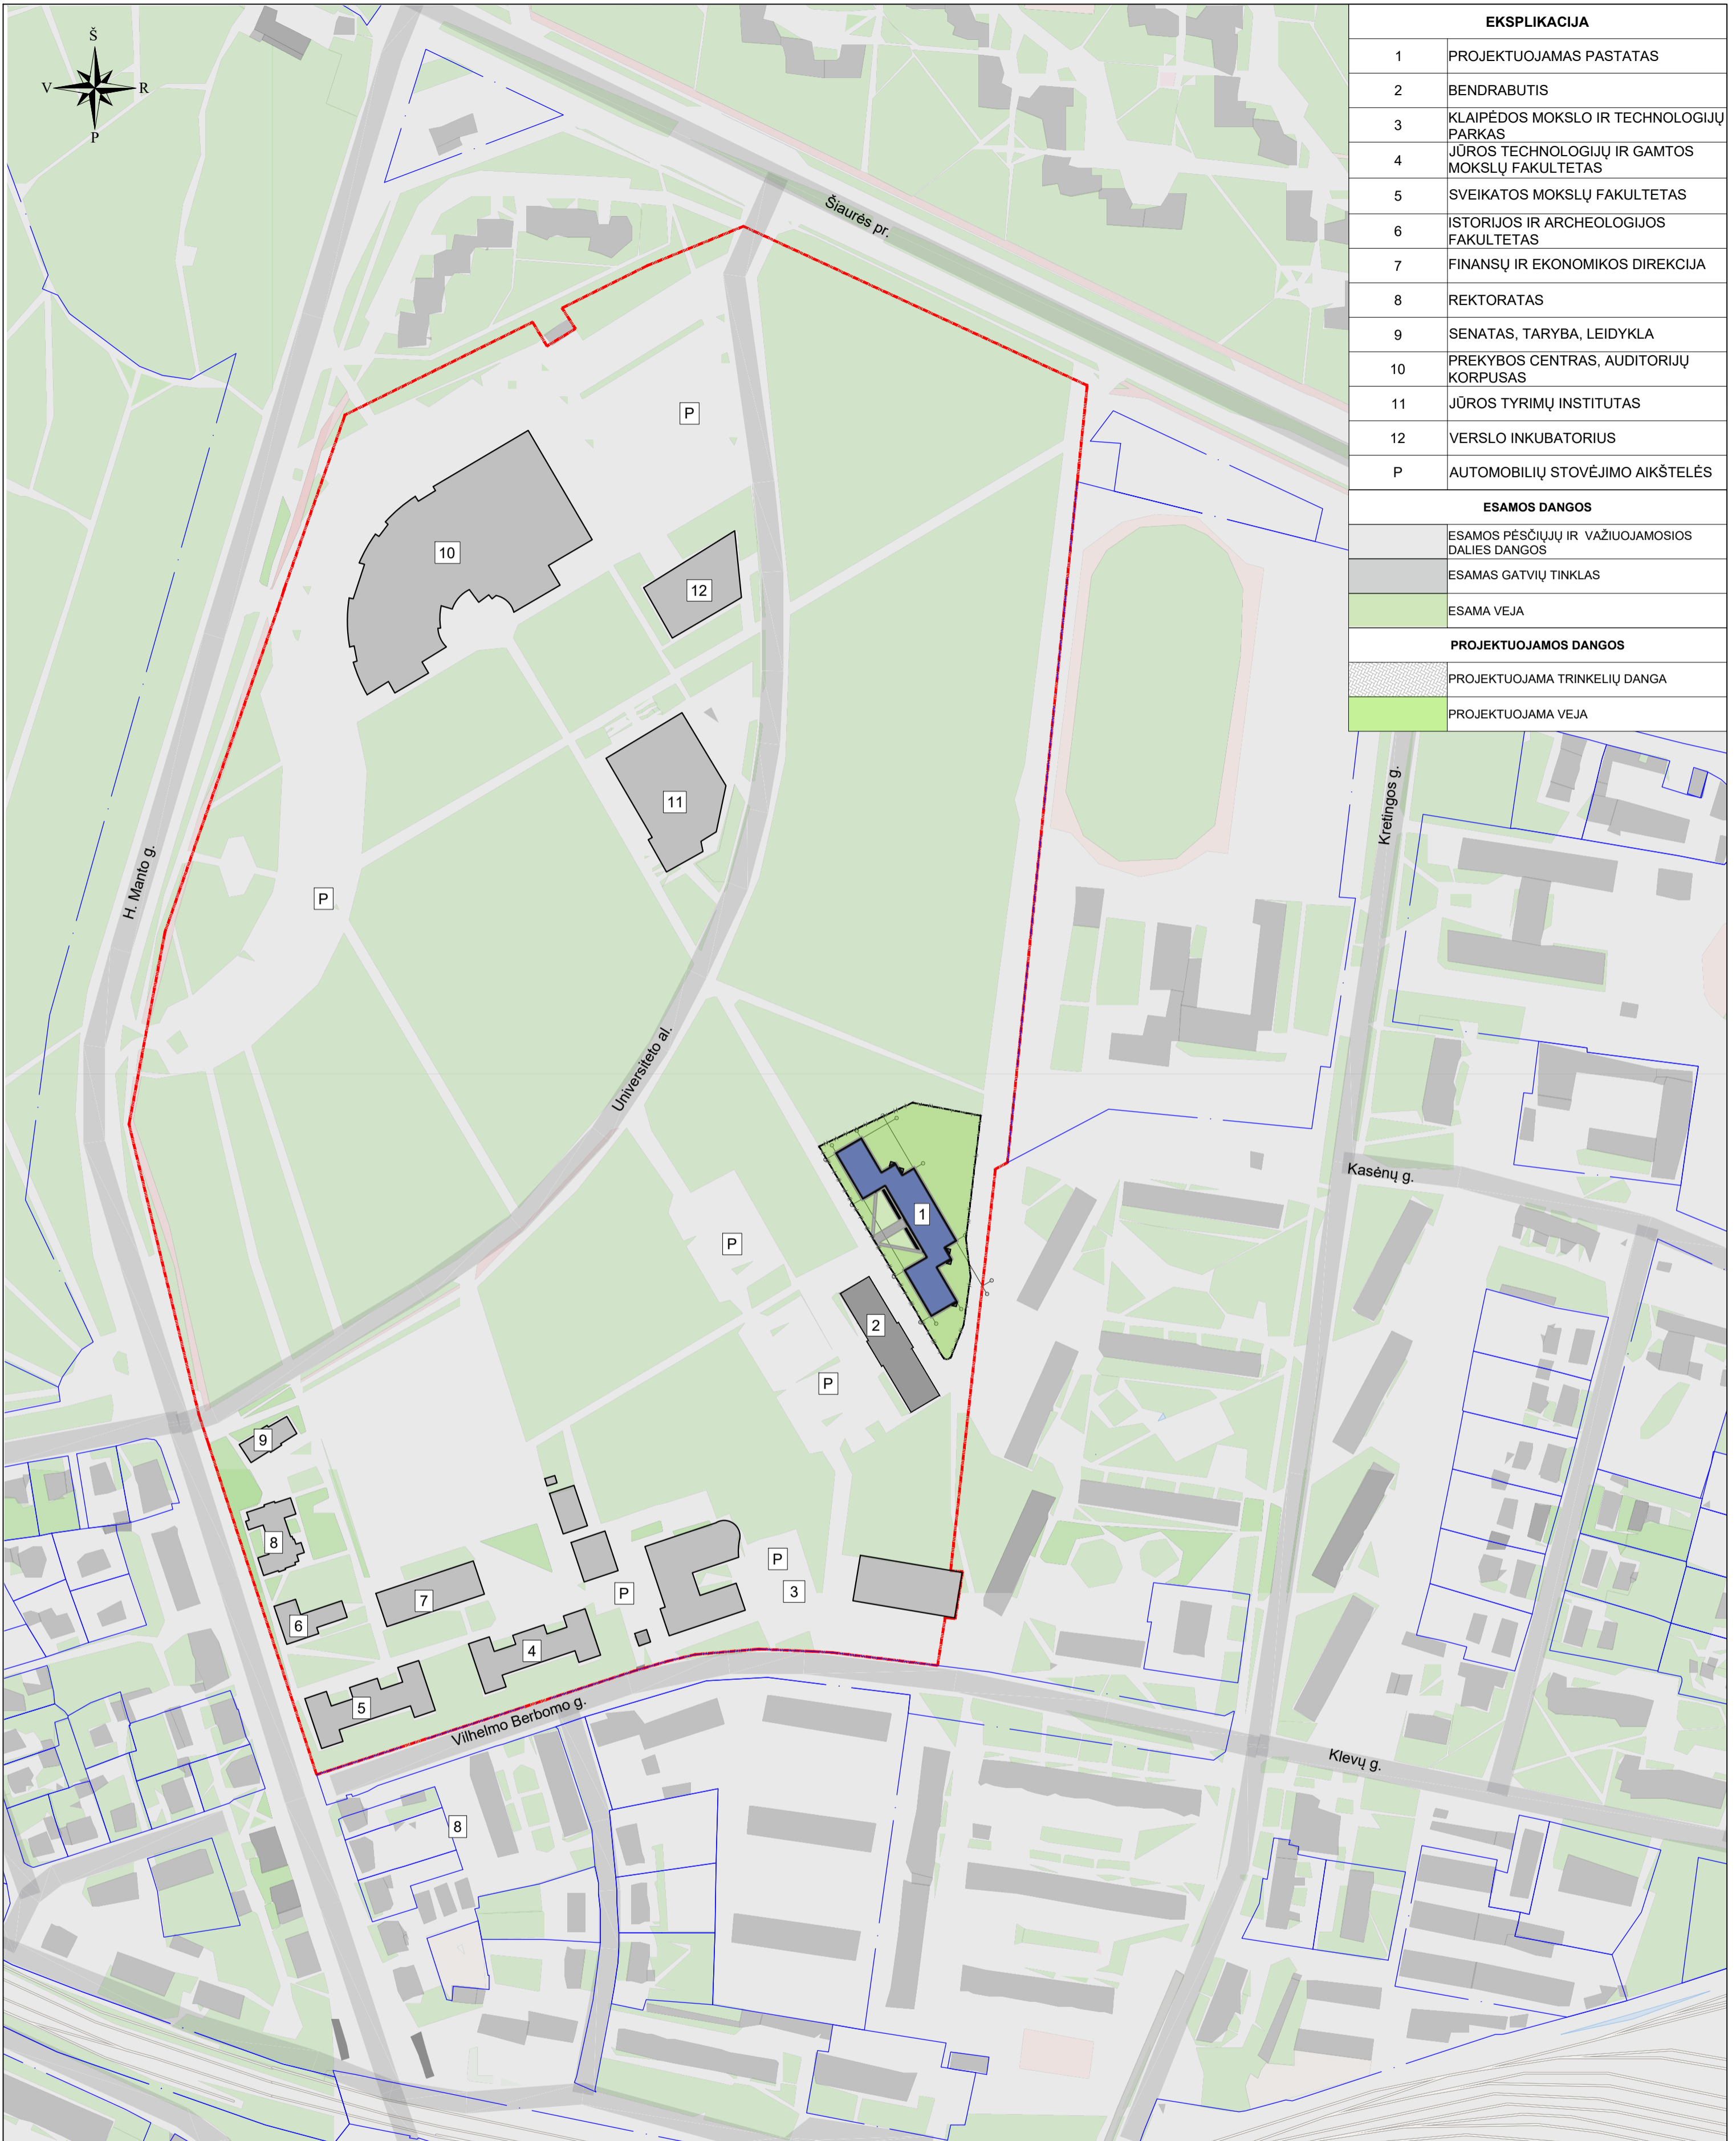 Š
V R
P
EKSPLIKACIJA
1 PROJEKTUOJAMAS PASTATAS
2 BENDRABUTIS
3 KLAIPĖDOS MOKSLO IR TECHNOLOGIJŲ
PARKAS
4 JŪROS TECHNOLOGIJŲ IR GAMTOS
MOKSLŲ FAKULTETAS
5 SVEIKATOS MOKSLŲ FAKULTETAS
6 ISTORIJOS IR ARCHEOLOGIJOS
FAKULTETAS
7 FINANSŲ IR EKONOMIKOS DIREKCIJA
8 REKTORATAS
9 SENATAS, TARYBA, LEIDYKLA
10 PREKYBOS CENTRAS, AUDITORIJŲ
KORPUSAS
11 JŪROS TYRIMŲ INSTITUTAS
12 VERSLO INKUBATORIUS
P AUTOMOBILIŲ STOVĖJIMO AIKŠTELĖS
ESAMOS DANGOS
ESAMOS PĖSČIŲJŲ IR VAŽIUOJAMOSIOS
DALIES DANGOS
ESAMAS GATVIŲ TINKLAS
ESAMA VEJA
PROJEKTUOJAMOS DANGOS
PROJEKTUOJAMA TRINKELIŲ DANGA
PROJEKTUOJAMA VEJA
Šiaurės pr.
P
10
12
11
Kretingos g.
H. Manto g.
P
Universiteto al.
Kasėnų g.
1
P
2
P
9
8
P
3
7
P
6
4
5
Vilhelmo Berbomo g.
Klevų g.
8